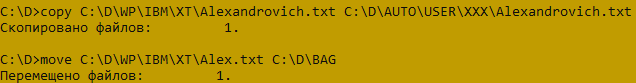 C:\D>copy C:\D\WP\IBM\XT\Alexandrovich.txt C:\D\AUTO\USER\XXX\Alexandrovich.txt
Скопировано файлов:         1.
C:\D>move C:\D\WP\IBM\XT\Alex.txt C:\D\BAG
Перемещено файлов:         1.